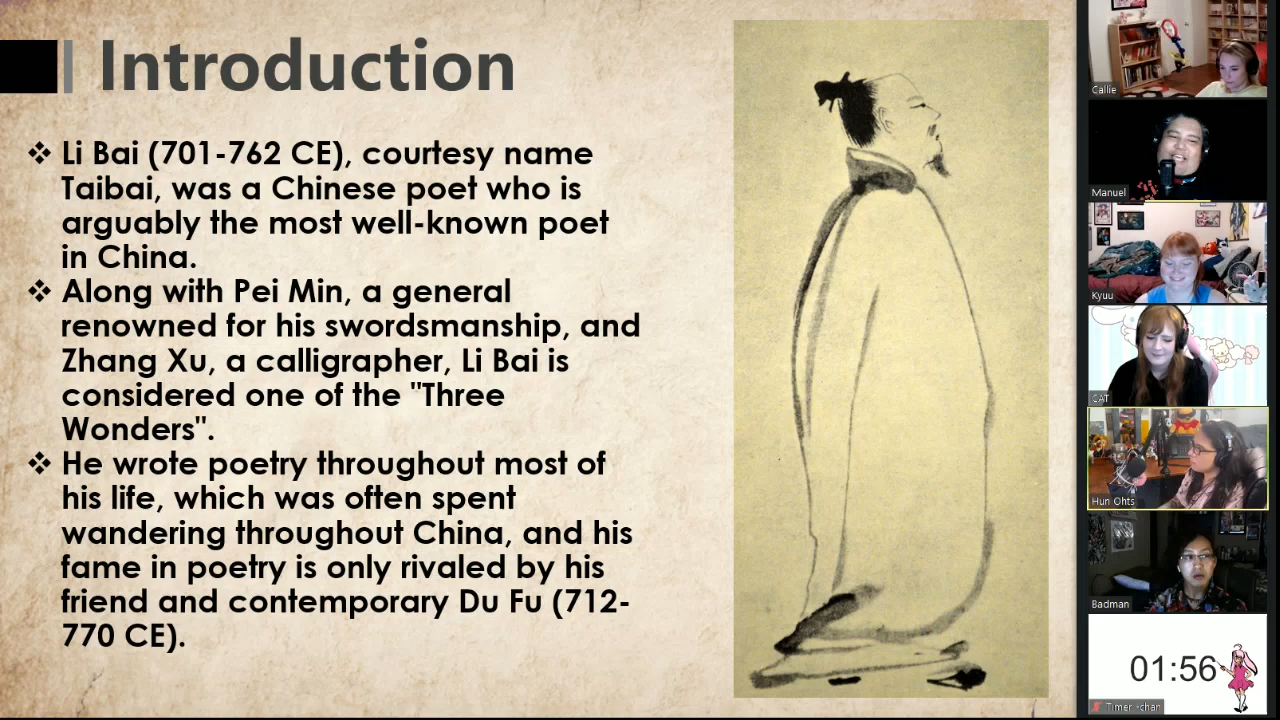 Introduction
❖ Li Bai (701-762 CE), courtesy name
Taibai, was a Chinese poet who is
arguably the most well-known poet
in China.
❖ Along with Pei Min, a general
renowned for his swordsmanship, and
Zhang Xu, a calligrapher, Li Bai is
considered one of the "Three
Wonders".
❖ He wrote poetry throughout most of
his life, which was often spent
wandering throughout China, and his
fame in poetry is only rivaled by his
friend and contemporary Du Fu (712-
770 CE).
Callie
Manuel
Kyuu
CAT
Hun Ohts
Badman
01:56
Timer -chan